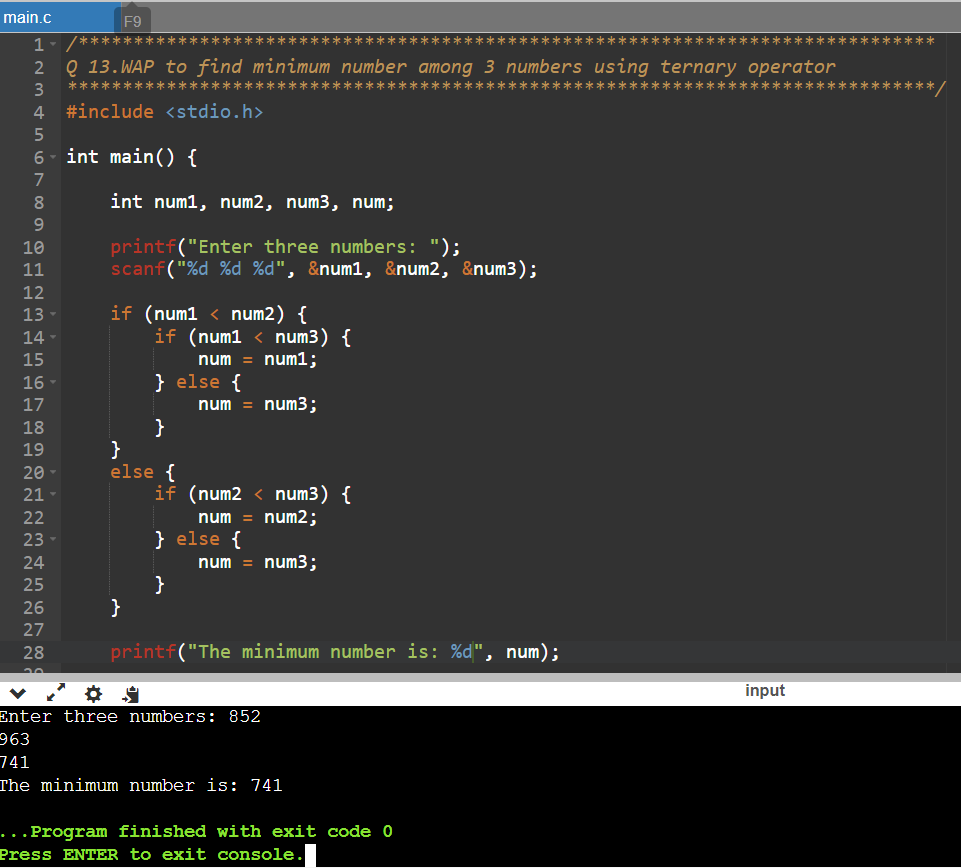 main.c
F9
1 /******************************************************************************
2 Q 13.WAP to find minimum number among 3 numbers using ternary operator
3 *******************************************************************************/
4 #include <stdio.h>
5
6 int main() {
7
8     int num1, num2, num3, num;
9
10     printf("Enter three numbers: ");
11     scanf("%d %d %d", &num1, &num2, &num3);
12
13     if (num1 < num2) {
14         if (num1 < num3) {
15             num = num1;
16         } else {
17             num = num3;
18         }
19     }
20     else {
21         if (num2 < num3) {
22             num = num2;
23         } else {
24             num = num3;
25         }
26     }
27
28     printf("The minimum number is: %d", num);
input
Enter three numbers: 852
963
741
The minimum number is: 741
...Program finished with exit code 0
Press ENTER to exit console.